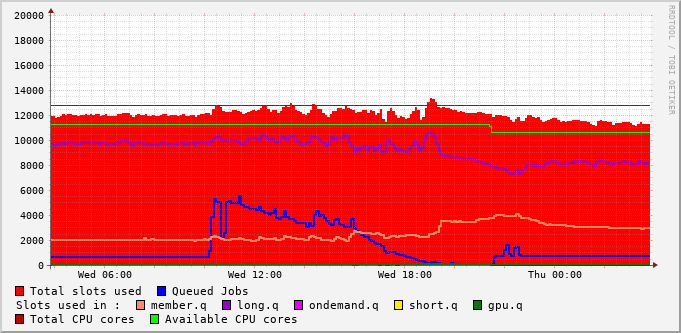 20000
18000
16000
14000
12000
10000
8000
6000
4000
2000
0
Wed 06:00 Wed 12:00 Wed 18:00 Thu 00:00
RRDTOOL / TOBI OETIKER
Total slots used Queued Jobs
Slots used in : member.q long.q ondemand.q short.q gpu.q
Total CPU cores Available CPU cores